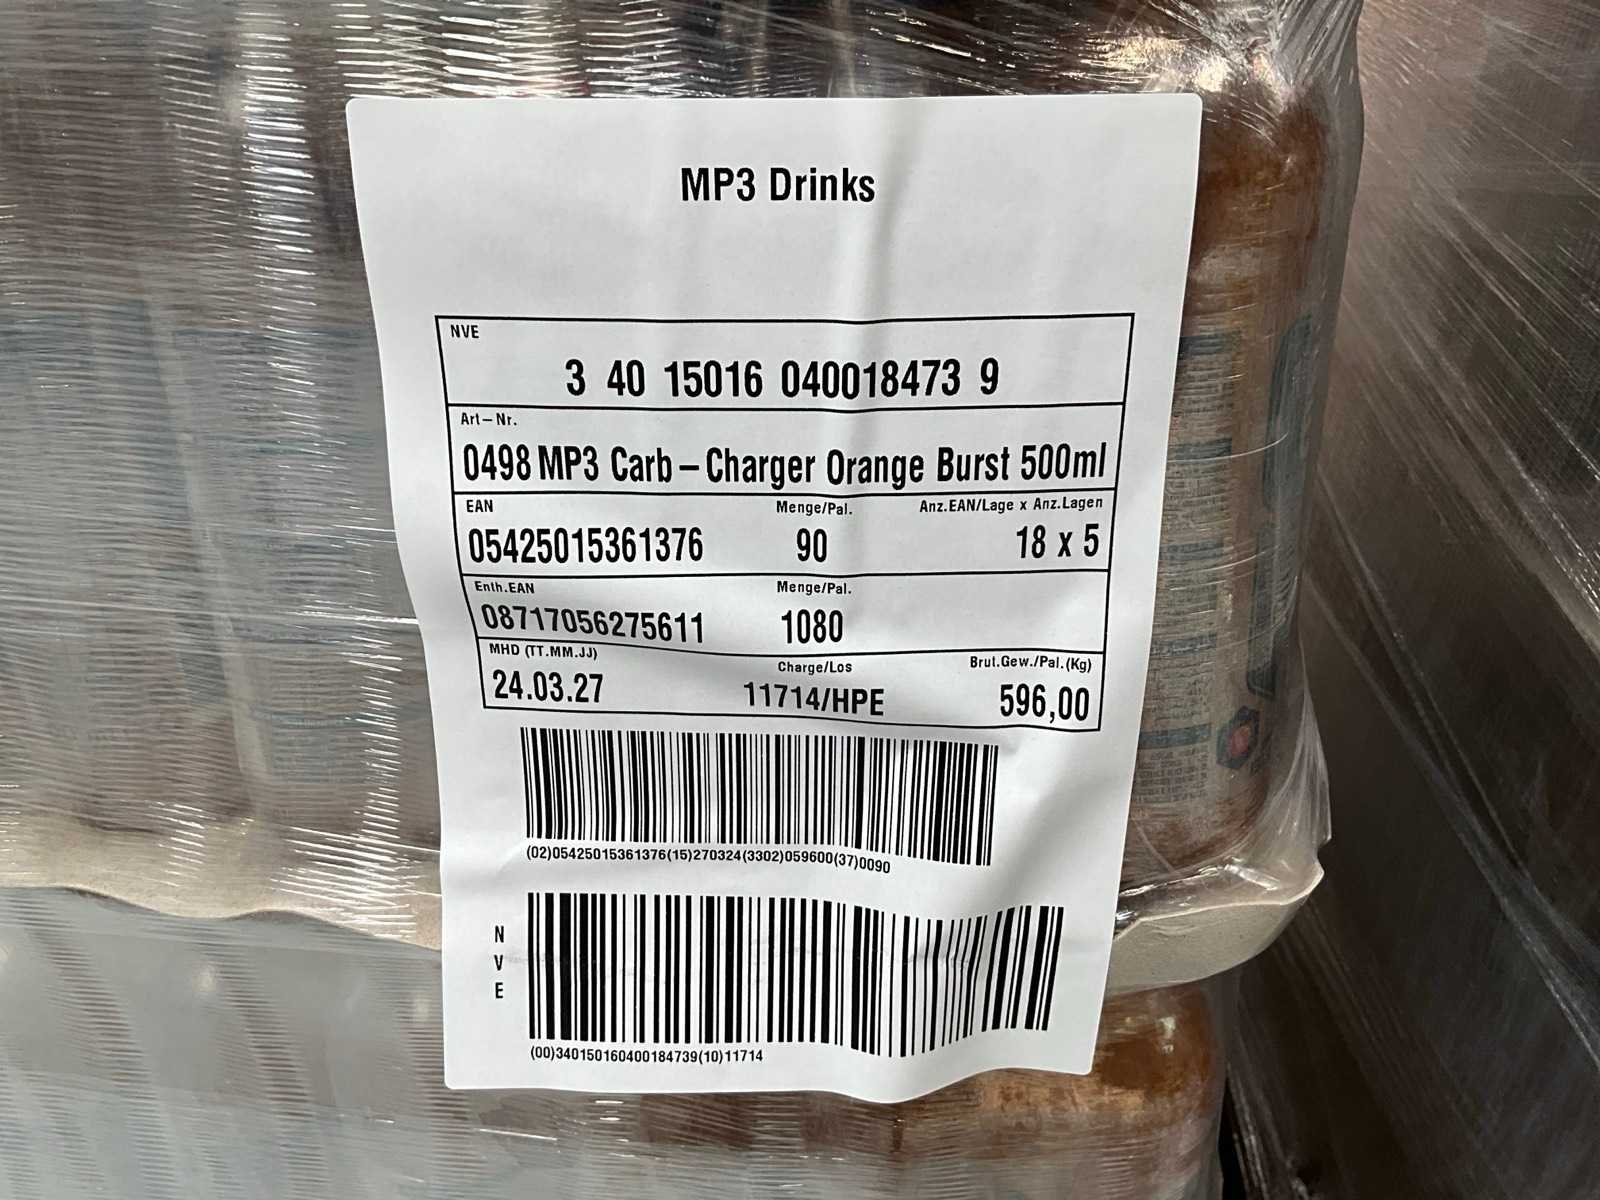 MP3 Drinks
NVE
3 40 15016 040018473 9
Art-Nr.
0498 MP3 Carb-Charger Orange Burst 500ml
EAN Menge/Pal. Anz.EAN/Lage x Anz.Lagen
05425015361376 90 18 x 5
Enth.EAN Menge/Pal.
08717056275611 1080
MHD (TT.MM.JJ) Charge/Los Brut.Gew./Pal.(Kg)
24.03.27 11714/HPE 596,00
(02)05425015361376(15)270324(3302)059600(37)0090
NVE
(00)340150160400184739(10)11714